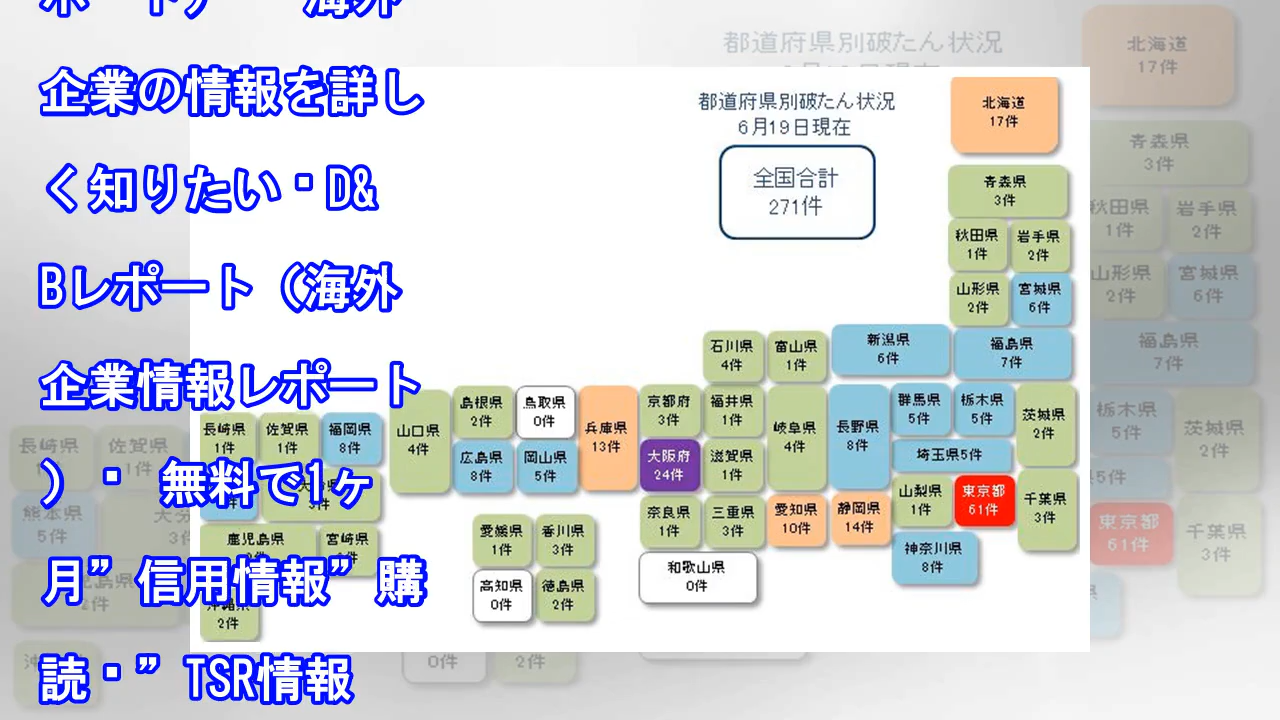 ポートナー 海外
企業の情報を詳し
く知りたい・D&
Bレポート（海外
企業情報レポート
）・ 無料で1ヶ
月”信用情報”購
読・”TSR情報
都道府県別破たん状況
6月19日現在
全国合計
271件
北海道
17件
青森県
3件
秋田県
1件
岩手県
2件
山形県
2件
宮城県
6件
石川県
4件
富山県
1件
新潟県
6件
福島県
7件
長崎県
1件
佐賀県
1件
福岡県
8件
山口県
4件
島根県
2件
鳥取県
0件
兵庫県
13件
京都府
3件
福井県
1件
岐阜県
4件
長野県
8件
群馬県
5件
栃木県
5件
茨城県
2件
広島県
8件
岡山県
5件
大阪府
24件
滋賀県
1件
埼玉県5件
3件
鹿児島県
宮崎県
愛媛県
1件
香川県
3件
奈良県
1件
三重県
3件
愛知県
10件
静岡県
14件
山梨県
1件
東京都
61件
千葉県
3件
高知県
0件
徳島県
2件
和歌山県
0件
神奈川県
8件
沖縄県
2件